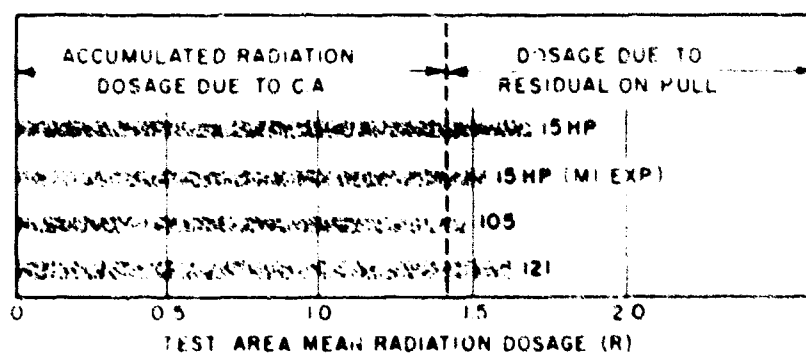 ACCUMULATED RADIATION
DOSAGE DUE TO CA
DOSAGE DUE TO
RESIDUAL ON HULL
15 HP
15 HP (MI EXP)
105
121
0 0.5 1.0 1.5 2.0
TEST AREA MEAN RADIATION DOSAGE (R)